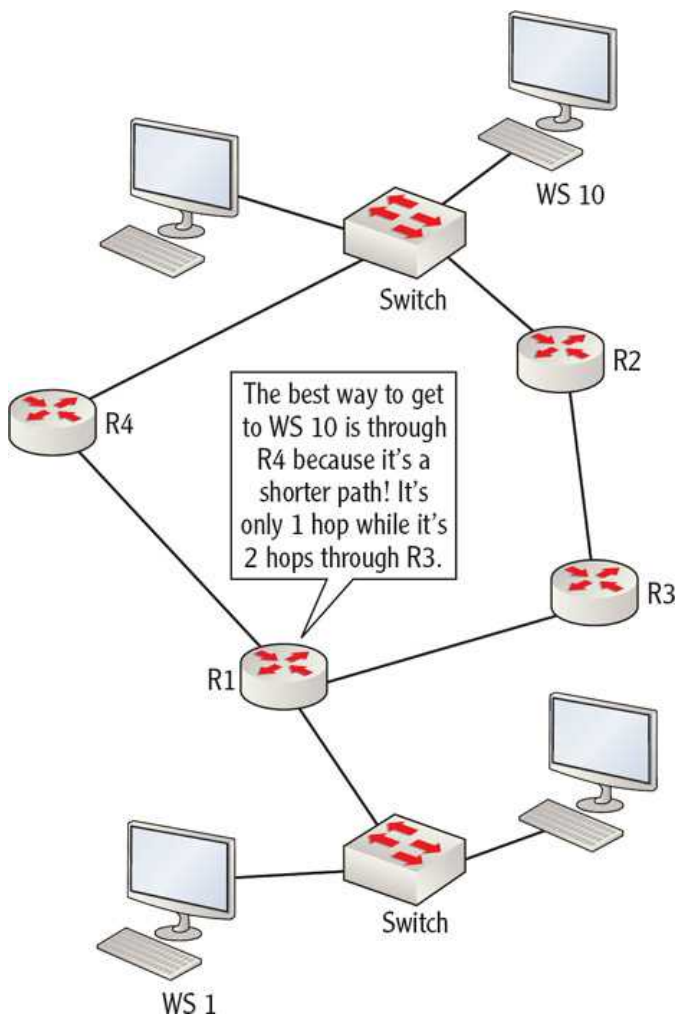 WS 10
Switch
R2
R4
The best way to get
to WS 10 is through
R4 because it's a
shorter path! It's
only 1 hop while it's
2 hops through R3.
R3
R1
Switch
WS 1